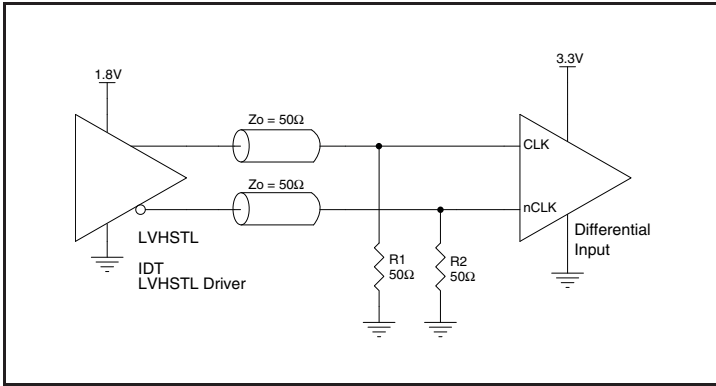 1.8V
3.3V
Zo = 50Ω
CLK
Zo = 50Ω
nCLK
LVHSTL
IDT
LVHSTL Driver
R1
50Ω
R2
50Ω
Differential
Input